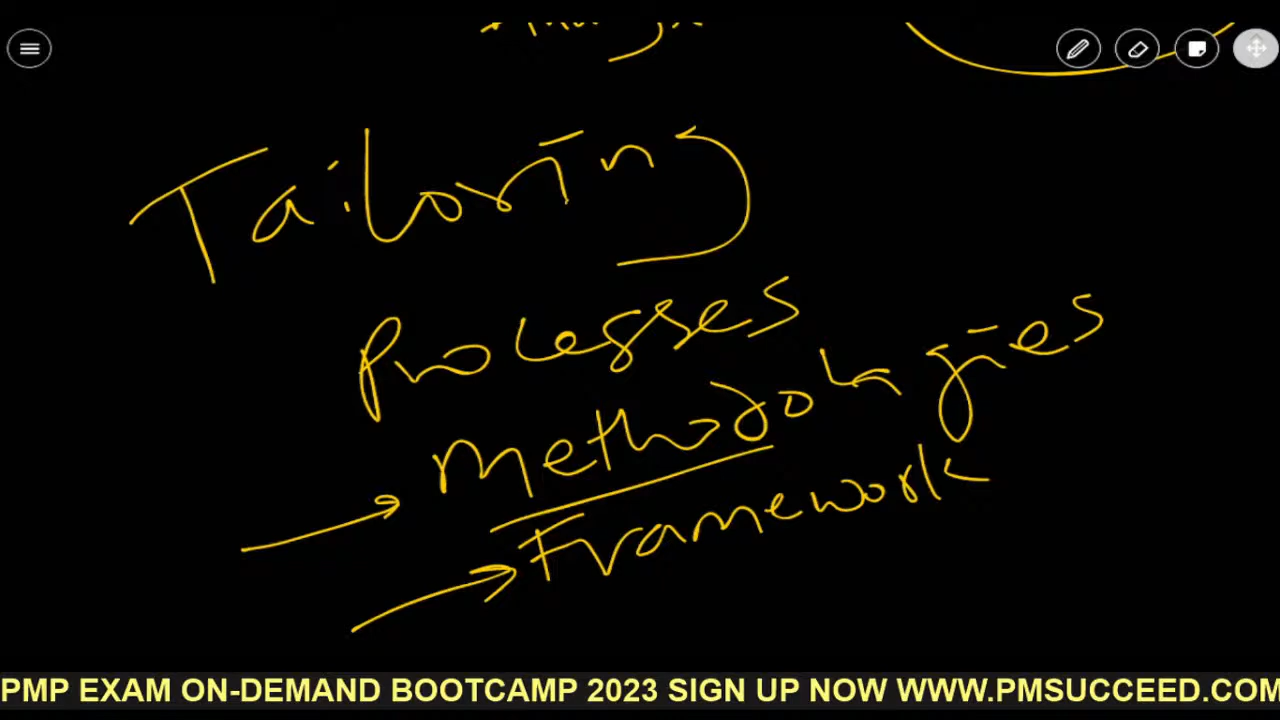 Tailoring
Processes
Methodologies
Framework
PMP EXAM ON-DEMAND BOOTCAMP 2023 SIGN UP NOW WWW.PMSUCCEED.COM